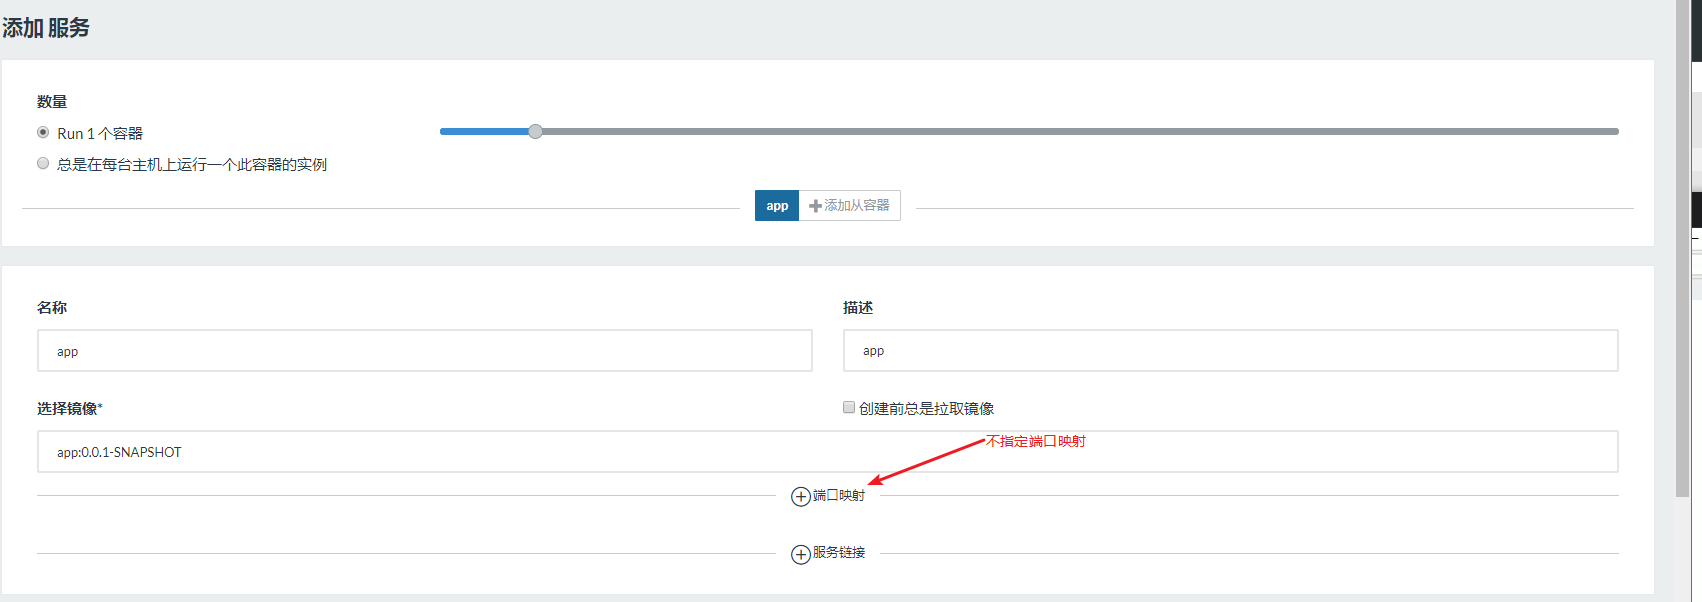 添加 服务
数量
Run 1 个容器
总是在每台主机上运行一个此容器的实例
app
添加从容器
名称
描述
app
app
选择镜像*
创建前总是拉取镜像
不指定端口映射
app:0.0.1-SNAPSHOT
端口映射
服务链接